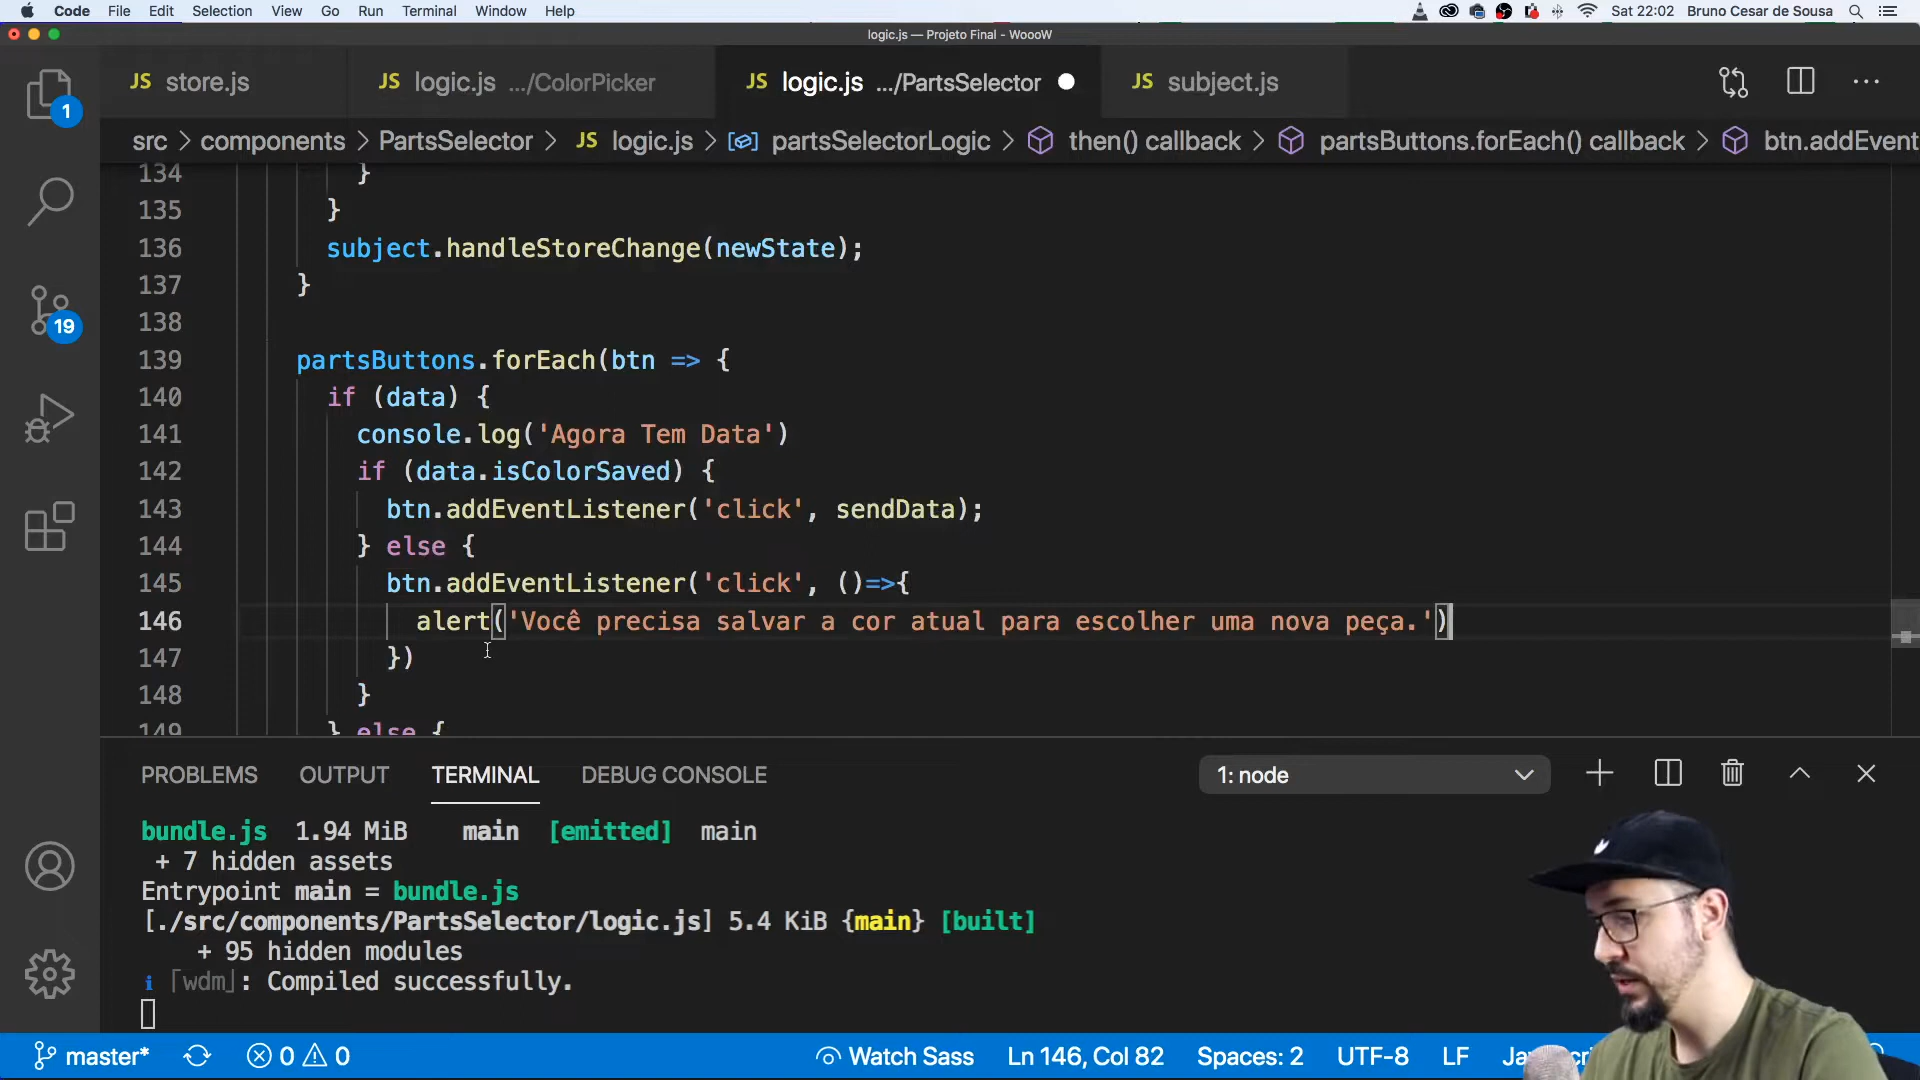 Code File Edit Selection View Go Run Terminal Window Help Sat 22:02 Bruno Cesar de Sousa
logic.js — Projeto Final - WoooW
JS store.js JS logic.js .../ColorPicker JS logic.js .../PartsSelector JS subject.js
src > components > PartsSelector > JS logic.js > partsSelectorLogic > then() callback > partsButtons.forEach() callback > btn.addEvent
134 }
135 }
136 subject.handleStoreChange(newState);
137 }
138
139 partsButtons.forEach(btn => {
140 if (data) {
141 console.log('Agora Tem Data')
142 if (data.isColorSaved) {
143 btn.addEventListener('click', sendData);
144 } else {
145 btn.addEventListener('click', ()=>{
146 alert('Você precisa salvar a cor atual para escolher uma nova peça.')
147 })
148 }
149 } else {
1
19
PROBLEMS OUTPUT TERMINAL DEBUG CONSOLE 1: node
bundle.js 1.94 MiB main [emitted] main
+ 7 hidden assets
Entrypoint main = bundle.js
[./src/components/PartsSelector/logic.js] 5.4 KiB {main} [built]
+ 95 hidden modules
i ｢wdm｣: Compiled successfully.
master* 0 0 Watch Sass Ln 146, Col 82 Spaces: 2 UTF-8 LF